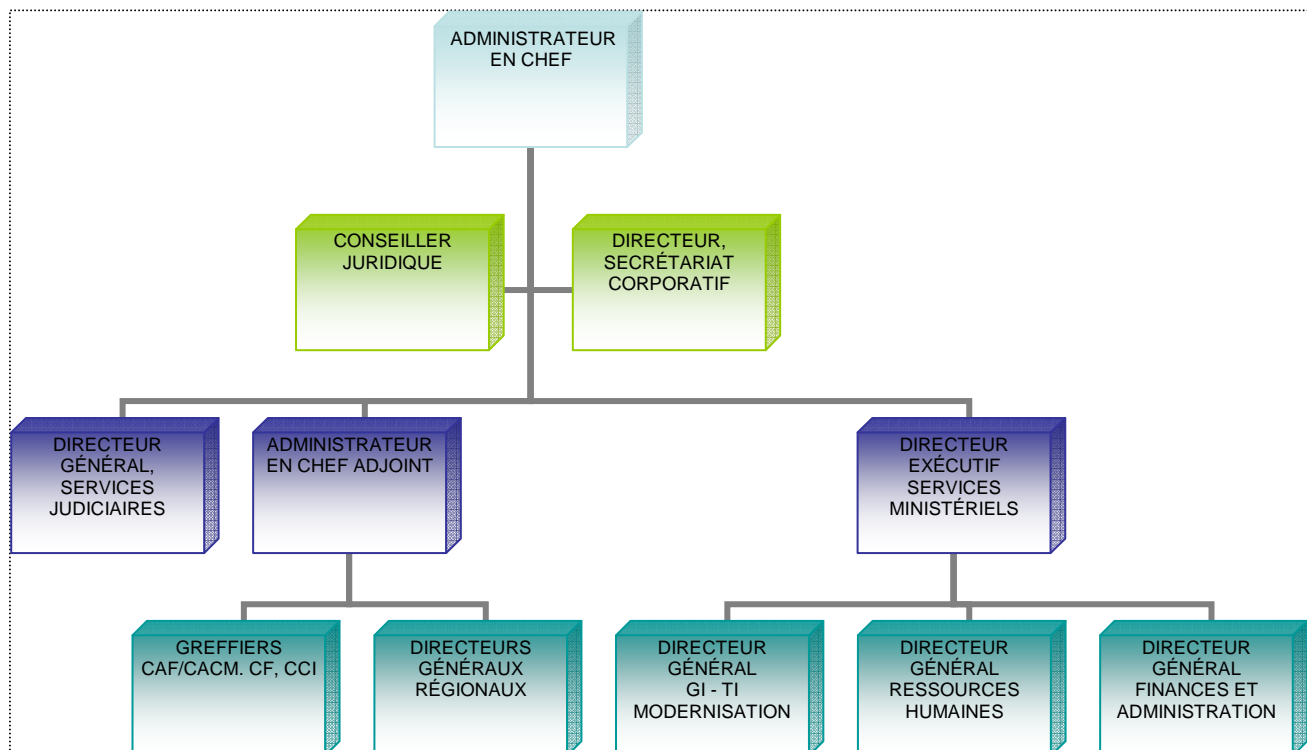 ADMINISTRATEUR
EN CHEF
CONSEILLER
JURIDIQUE
DIRECTEUR,
SECRÉTARIAT
CORPORATIF
DIRECTEUR
GÉNÉRAL,
SERVICES
JUDICIAIRES
ADMINISTRATEUR
EN CHEF ADJOINT
DIRECTEUR
EXÉCUTIF
SERVICES
MINISTÉRIELS
GREFFIERS
CAF/CACM. CF, CCI
DIRECTEURS
GÉNÉRAUX
RÉGIONAUX
DIRECTEUR
GÉNÉRAL
GI - TI
MODERNISATION
DIRECTEUR
GÉNÉRAL
RESSOURCES
HUMAINES
DIRECTEUR
GÉNÉRAL
FINANCES ET
ADMINISTRATION